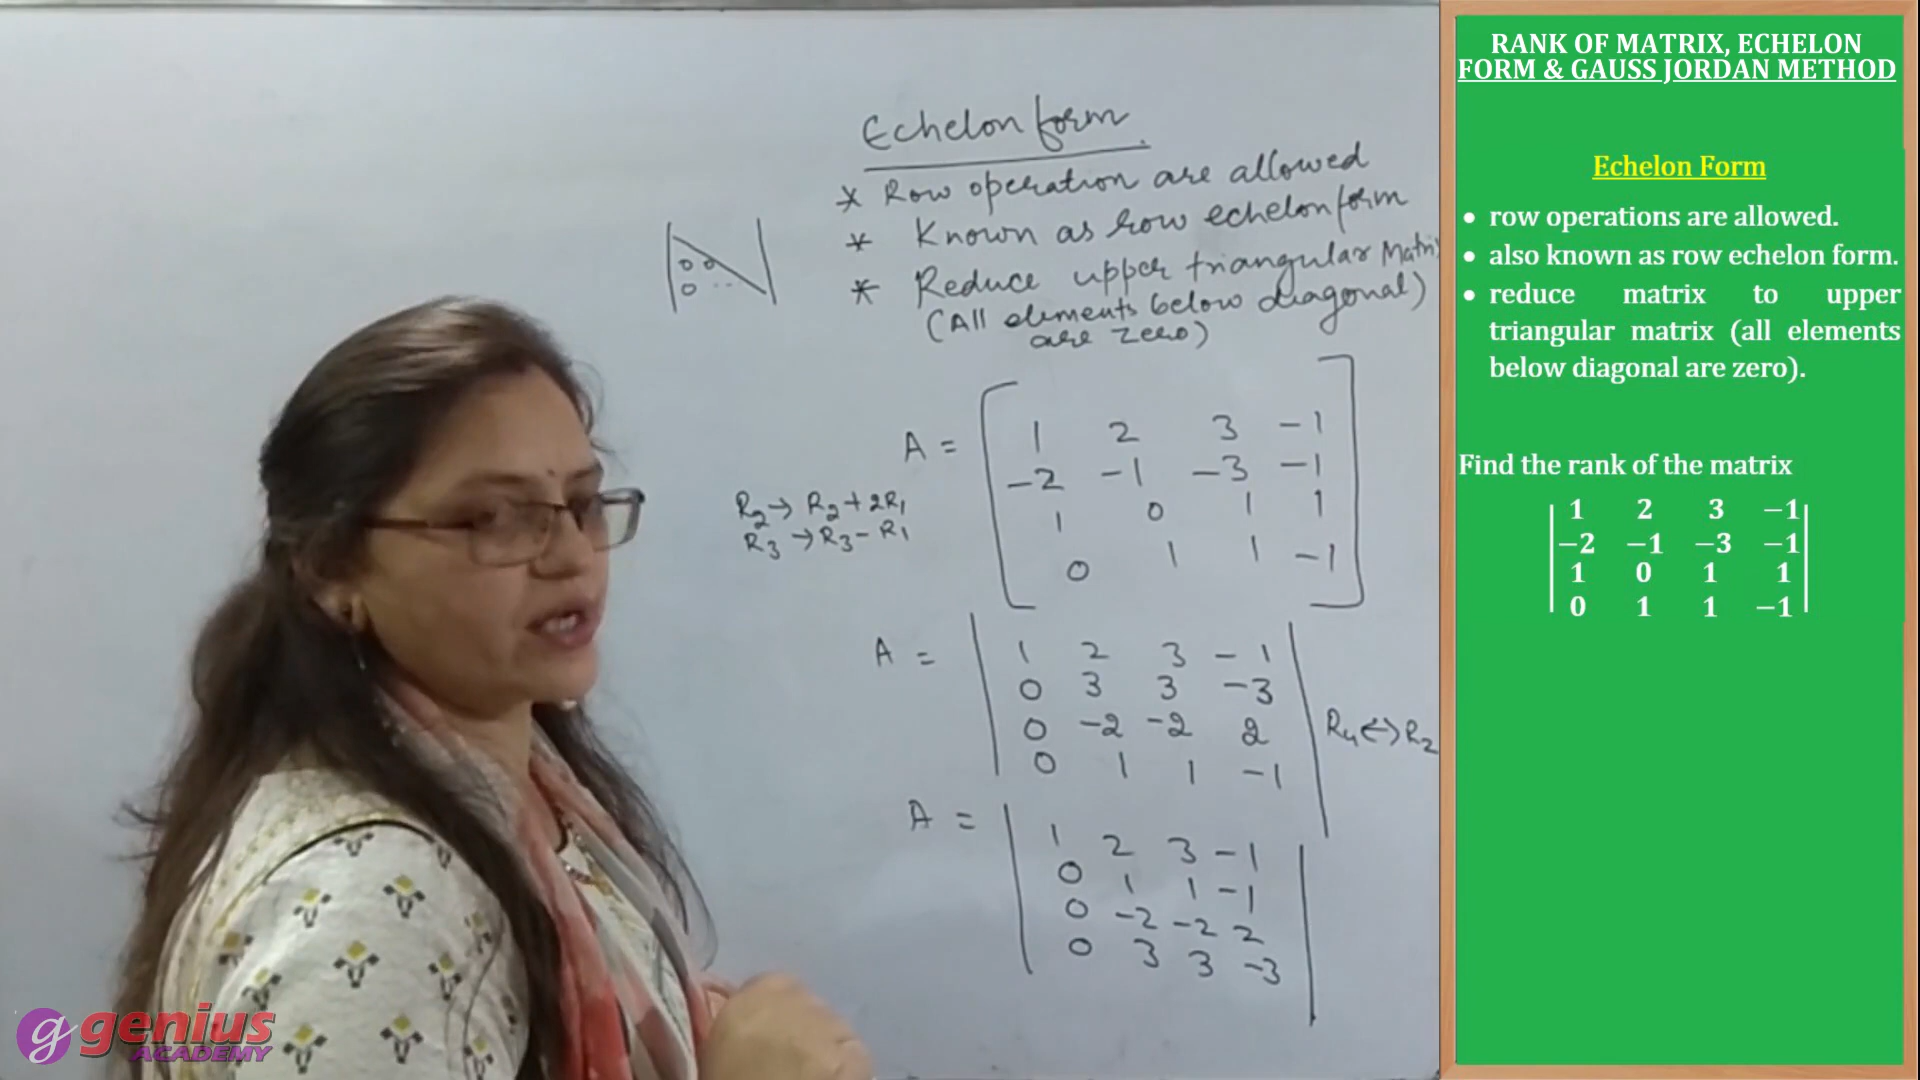 Echelon form
* Row operation are allowed
* Known as row echelon form
* Reduce upper triangular Matri
(All elements below diagonal)
are zero)
0 0
0 ..
A = [ 1 2 3 -1
-2 -1 -3 -1
1 0 1 1
0 1 1 -1 ]
R2 → R2 + 2R1
R3 → R3 - R1
A = | 1 2 3 -1
0 3 3 -3
0 -2 -2 2
0 1 1 -1 | R4 ↔ R2
A = | 1 2 3 -1
0 1 1 -1
0 -2 -2 2
0 3 3 -3 |
g genius
ACADEMY
RANK OF MATRIX, ECHELON
FORM & GAUSS JORDAN METHOD
Echelon Form
• row operations are allowed.
• also known as row echelon form.
• reduce matrix to upper
triangular matrix (all elements
below diagonal are zero).
Find the rank of the matrix
| 1 2 3 −1 |
| −2 −1 −3 −1 |
| 1 0 1 1 |
| 0 1 1 −1 |